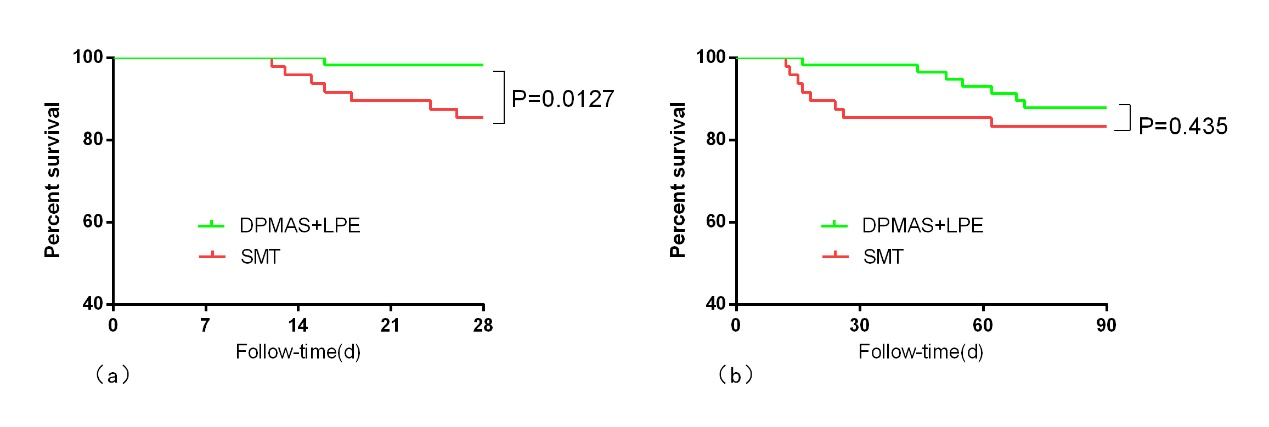 Percent survival
100
80
60
40
0 7 14 21 28
Follow-time(d)
DPMAS+LPE
SMT
P=0.0127
（a）
Percent survival
100
80
60
40
0 30 60 90
Follow-time(d)
DPMAS+LPE
SMT
P=0.435
（b）